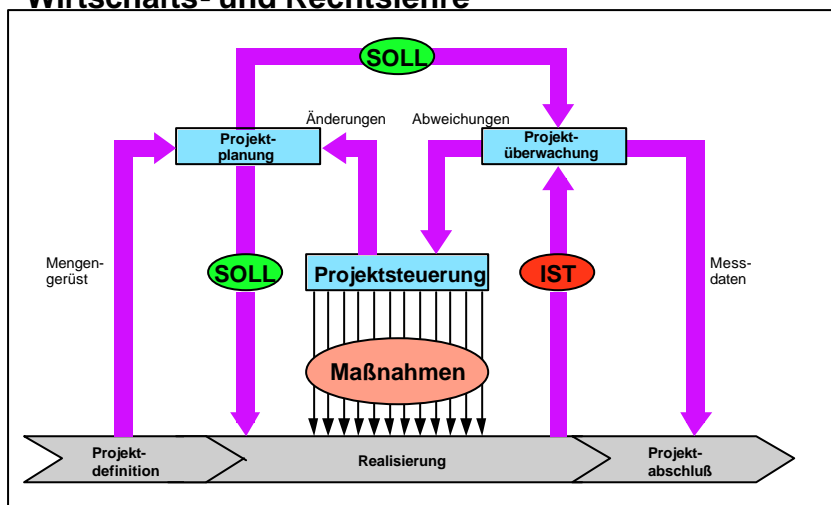 Wirtschafts- und Rechtslehre
SOLL
Änderungen
Abweichungen
Projekt-
planung
Projekt-
überwachung
Mengen-
gerüst
SOLL
Projektsteuerung
IST
Mess-
daten
Maßnahmen
Projekt-
definition
Realisierung
Projekt-
abschluß